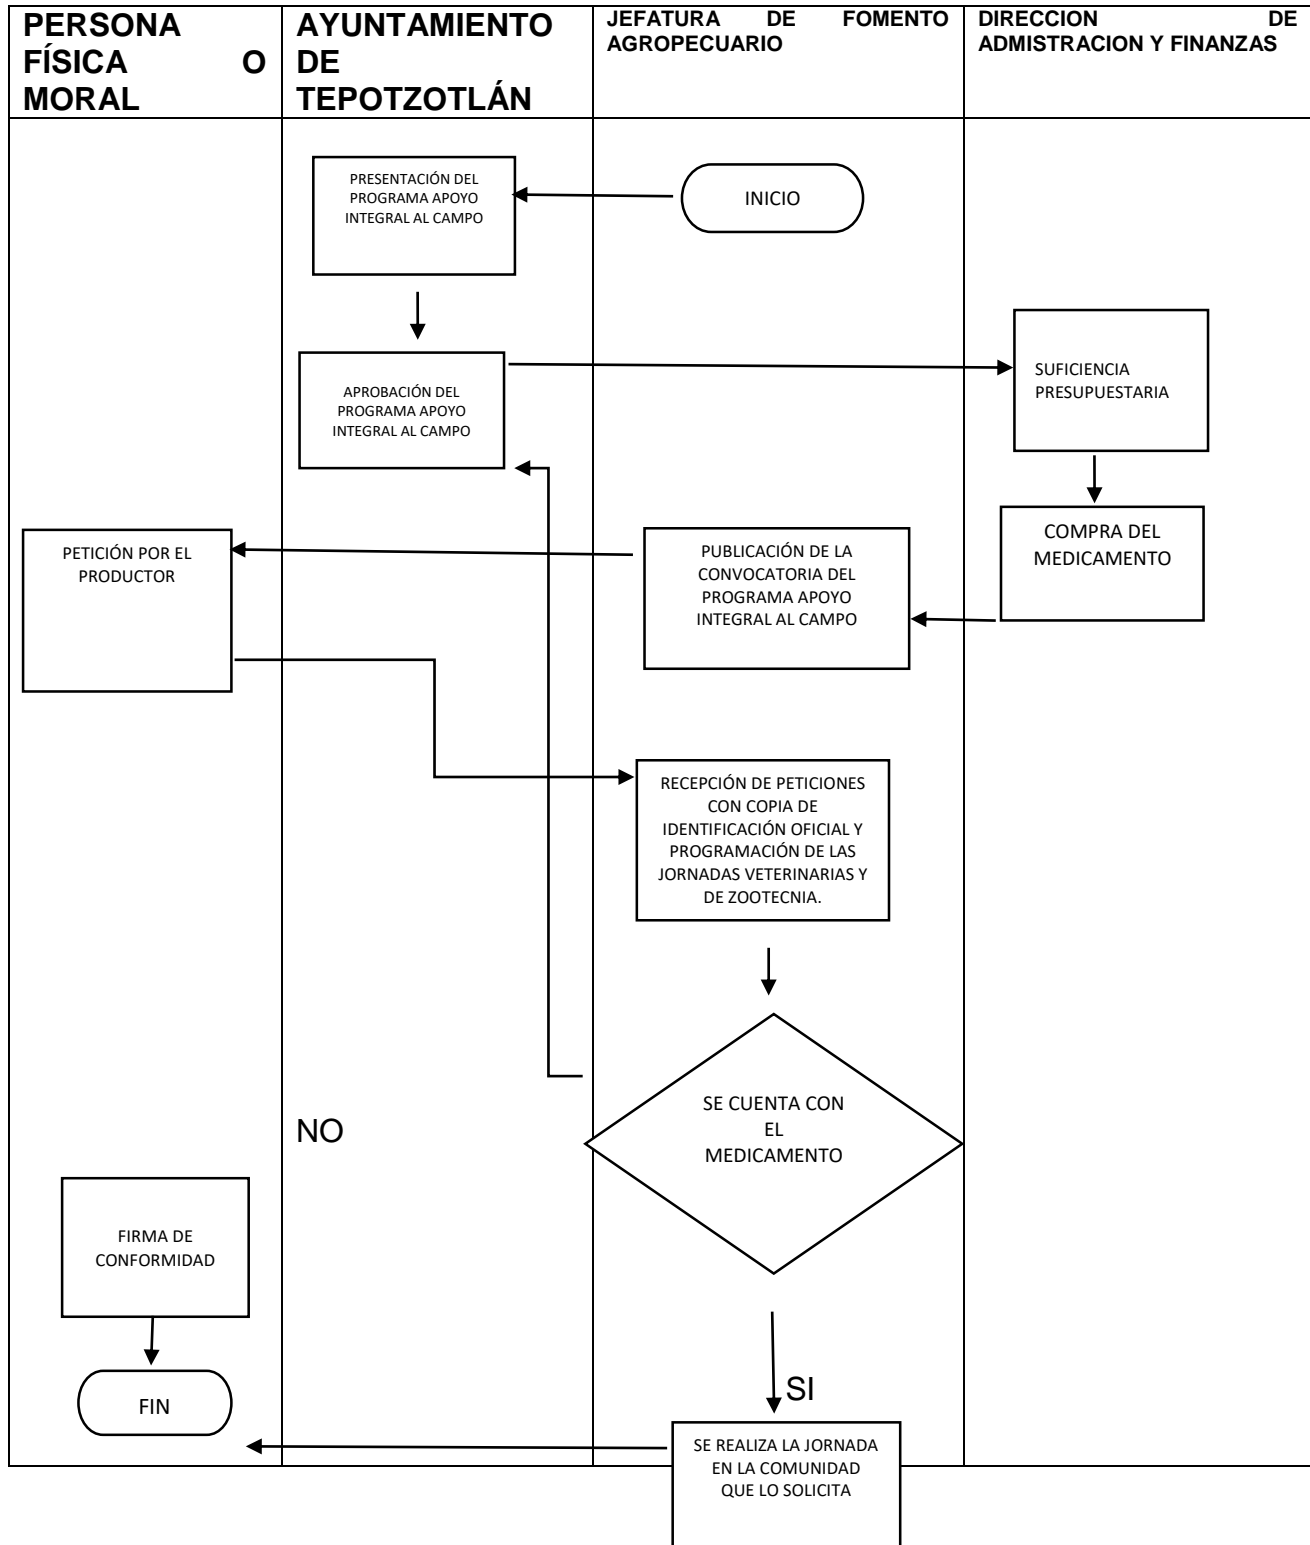 PERSONA
FÍSICA O
MORAL
AYUNTAMIENTO
DE
TEPOTZOTLÁN
JEFATURA DE FOMENTO
AGROPECUARIO
DIRECCION DE
ADMISTRACION Y FINANZAS
PRESENTACIÓN DEL
PROGRAMA APOYO
INTEGRAL AL CAMPO
INICIO
APROBACIÓN DEL
PROGRAMA APOYO
INTEGRAL AL CAMPO
SUFICIENCIA
PRESUPUESTARIA
COMPRA DEL
MEDICAMENTO
PETICIÓN POR EL
PRODUCTOR
PUBLICACIÓN DE LA
CONVOCATORIA DEL
PROGRAMA APOYO
INTEGRAL AL CAMPO
RECEPCIÓN DE PETICIONES
CON COPIA DE
IDENTIFICACIÓN OFICIAL Y
PROGRAMACIÓN DE LAS
JORNADAS VETERINARIAS Y
DE ZOOTECNIA.
SE CUENTA CON
EL
MEDICAMENTO
NO
FIRMA DE
CONFORMIDAD
FIN
SI
SE REALIZA LA JORNADA
EN LA COMUNIDAD
QUE LO SOLICITA